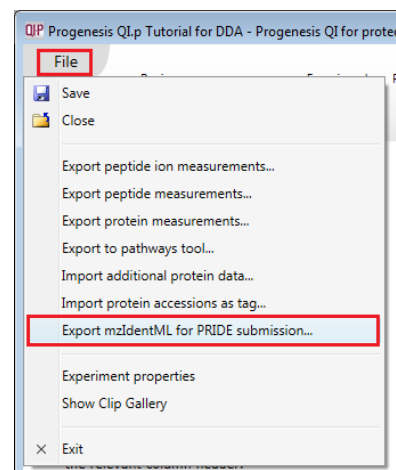 QIP Progenesis QI.p Tutorial for DDA - Progenesis QI for prote
File
Save
Close
Export peptide ion measurements...
Export peptide measurements...
Export protein measurements...
Export to pathways tool...
Import additional protein data...
Import protein accessions as tag...
Export mzIdentML for PRIDE submission...
Experiment properties
Show Clip Gallery
Exit
the relevant column header.